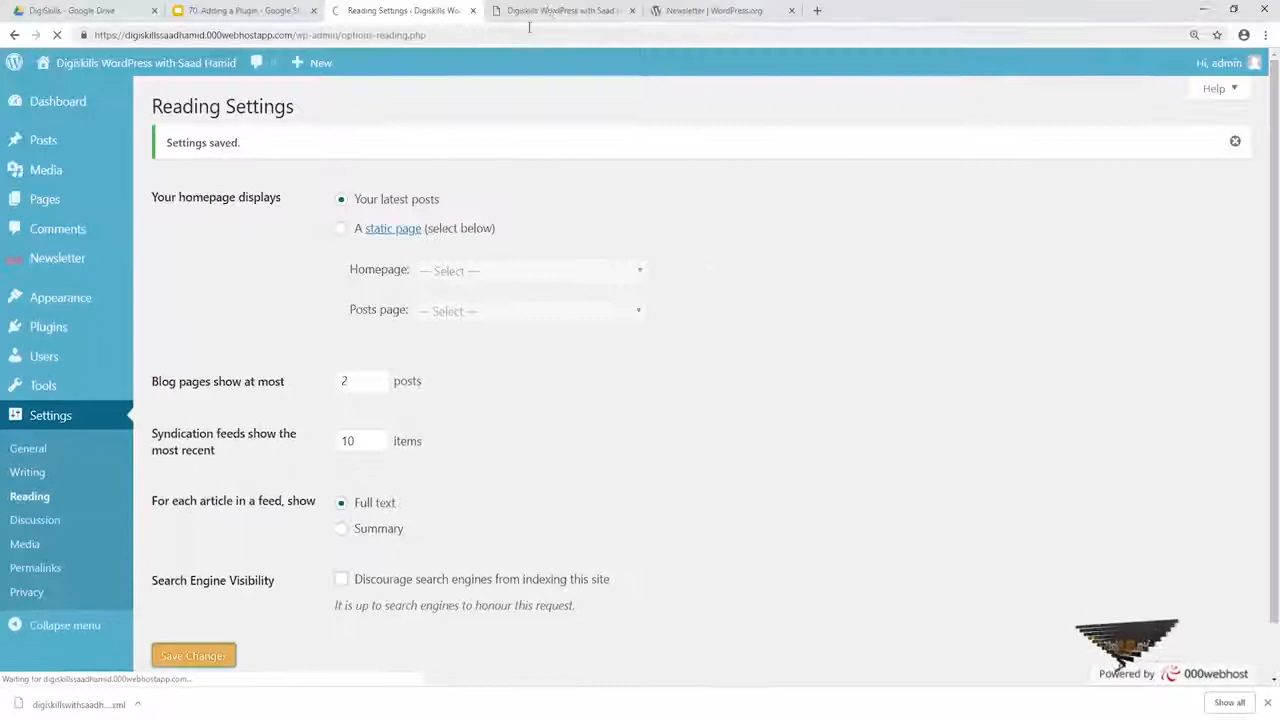 DigiSkills - Google Drive
70. Adding a Plugin - Google Sl
Reading Settings ‹ Digiskills Wo
Digiskills WordPress with Saad
Newsletter | WordPress.org
https://digiskillssaadhamid.000webhostapp.com/wp-admin/options-reading.php
Digiskills WordPress with Saad Hamid
New
Hi, admin
Help
Dashboard
Posts
Media
Pages
Comments
Newsletter
Appearance
Plugins
Users
Tools
Settings
General
Writing
Reading
Discussion
Media
Permalinks
Privacy
Collapse menu
Reading Settings
Settings saved.
Your homepage displays
Your latest posts
A static page (select below)
Homepage: — Select —
Posts page: — Select —
Blog pages show at most 2 posts
Syndication feeds show the most recent 10 items
For each article in a feed, show
Full text
Summary
Search Engine Visibility
Discourage search engines from indexing this site
It is up to search engines to honour this request.
Save Changes
Powered by 000webhost
Waiting for digiskillssaadhamid.000webhostapp.com...
digiskillswithsaadh....xml
Show all